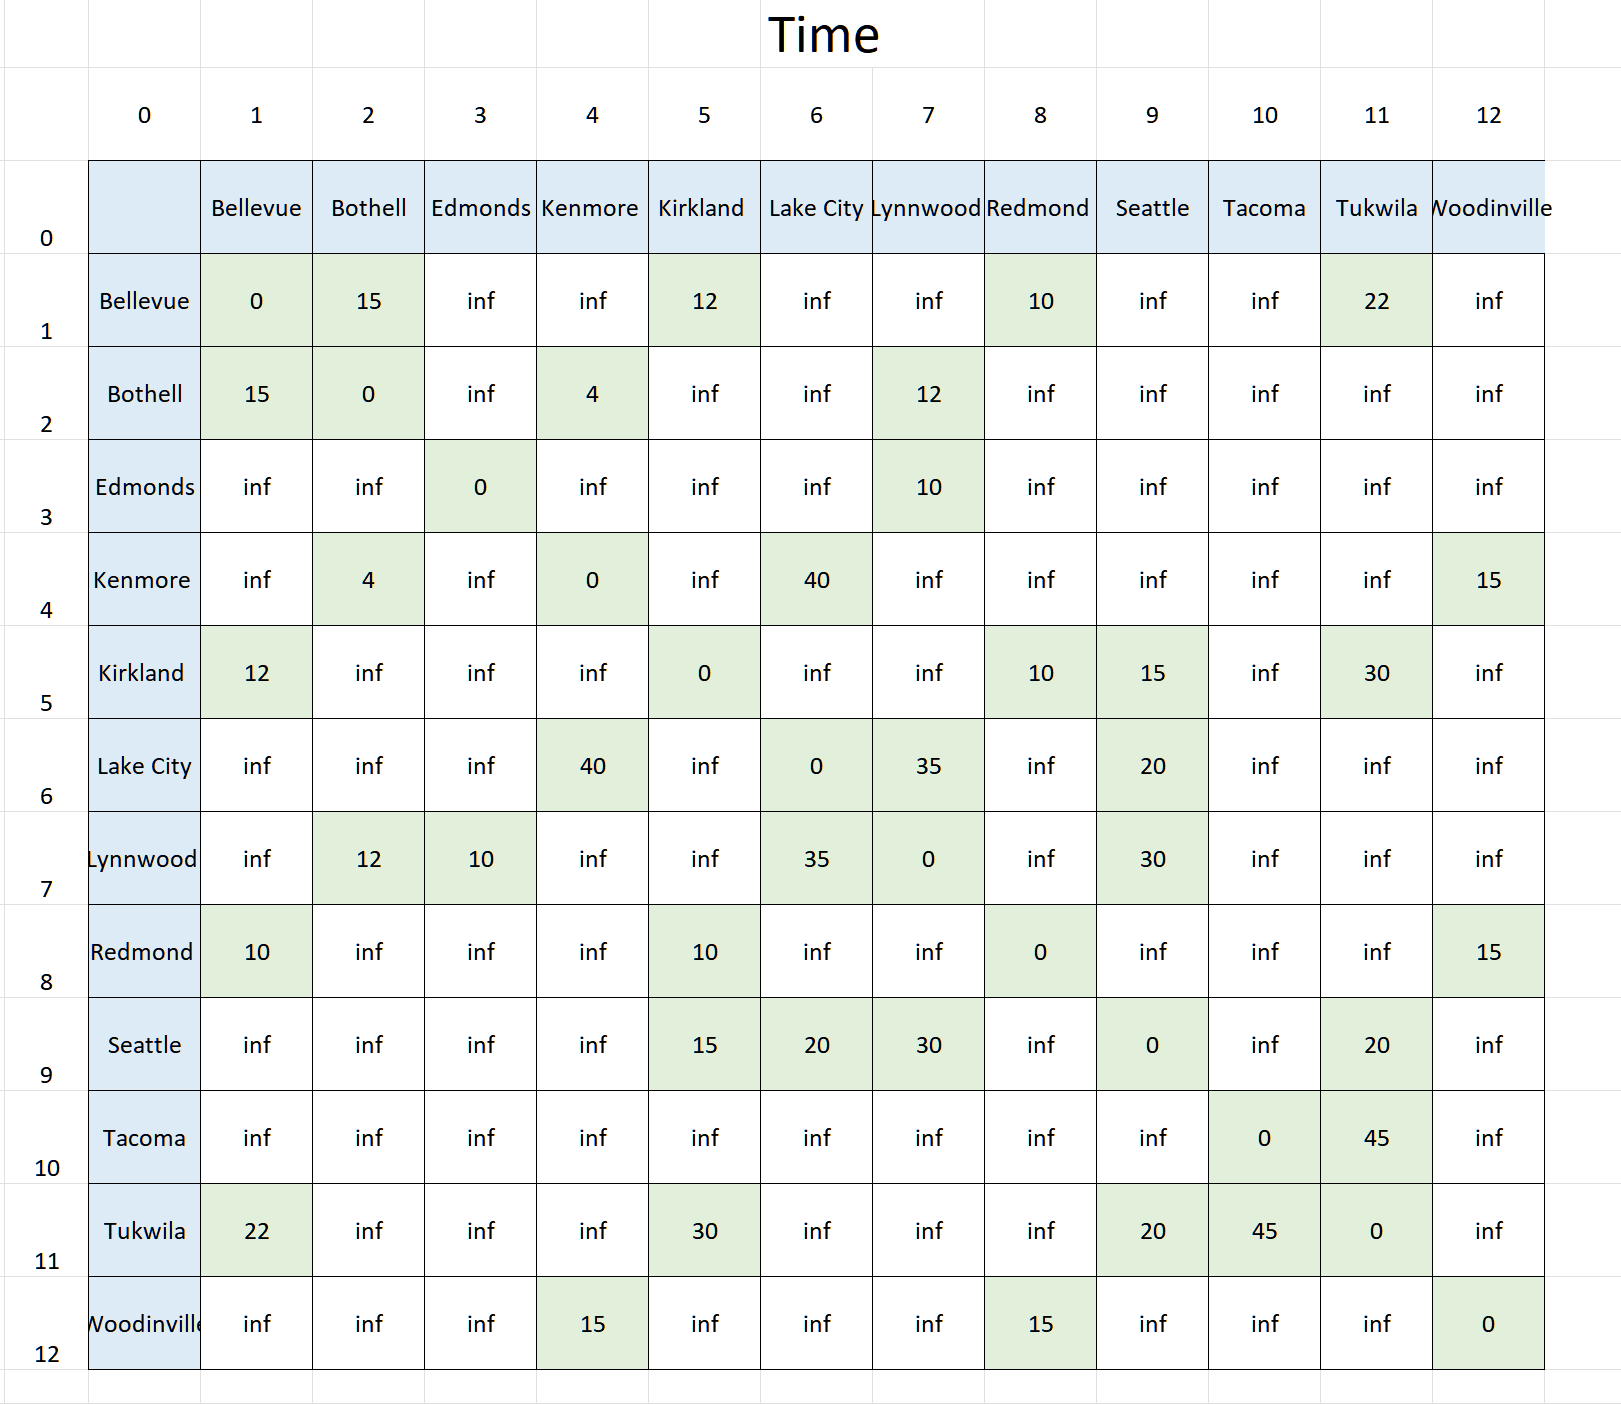 Time
0 1 2 3 4 5 6 7 8 9 10 11 12
0 Bellevue Bothell Edmonds Kenmore Kirkland Lake City Lynnwood Redmond Seattle Tacoma Tukwila Woodinville
1 Bellevue 0 15 inf inf 12 inf inf 10 inf inf 22 inf
2 Bothell 15 0 inf 4 inf inf 12 inf inf inf inf inf
3 Edmonds inf inf 0 inf inf inf 10 inf inf inf inf inf
4 Kenmore inf 4 inf 0 inf 40 inf inf inf inf inf 15
5 Kirkland 12 inf inf inf 0 inf inf 10 15 inf 30 inf
6 Lake City inf inf inf 40 inf 0 35 inf 20 inf inf inf
7 Lynnwood inf 12 10 inf inf 35 0 inf 30 inf inf inf
8 Redmond 10 inf inf inf 10 inf inf 0 inf inf inf 15
9 Seattle inf inf inf inf 15 20 30 inf 0 inf 20 inf
10 Tacoma inf inf inf inf inf inf inf inf inf 0 45 inf
11 Tukwila 22 inf inf inf 30 inf inf inf 20 45 0 inf
12 Woodinville inf inf inf 15 inf inf inf 15 inf inf inf 0